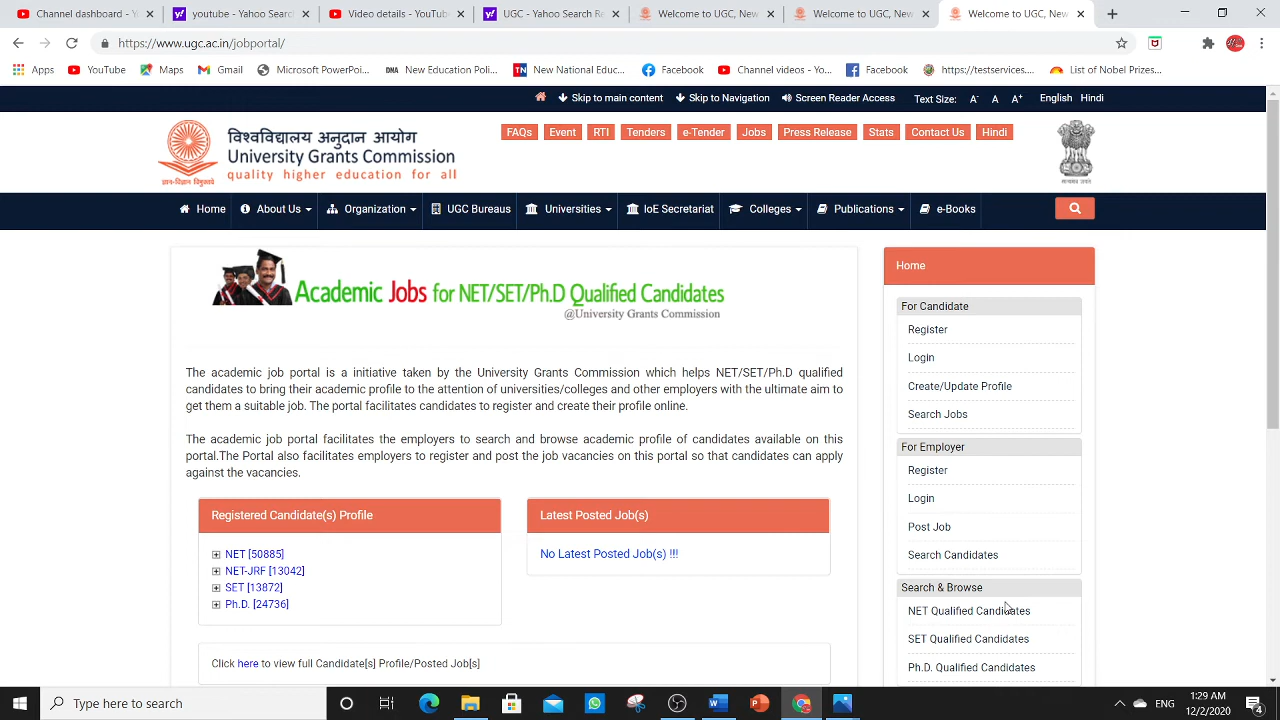 YouTube - Comm
YouTube - Yahoo
YouTube details - YouTube
UGC - Yahoo Search R
Welcome to UGC, New
Welcome to UGC, New
Welcome to UGC, New
https://www.ugc.ac.in/jobportal/
Apps YouTube Maps Gmail Microsoft PowerPoi... New Education Poli... New National Educ... Facebook Channel videos - Yo... Facebook https://testservices.... List of Nobel Prizes...
Skip to main content Skip to Navigation Screen Reader Access Text Size: A- A A+ English Hindi
विश्वविद्यालय अनुदान आयोग
University Grants Commission
quality higher education for all
ज्ञान-विज्ञान विमुक्तये
FAQs Event RTI Tenders e-Tender Jobs Press Release Stats Contact Us Hindi
सत्यमेव जयते
Home About Us Organization UGC Bureaus Universities IoE Secretariat Colleges Publications e-Books
Academic Jobs for NET/SET/Ph.D Qualified Candidates
@University Grants Commission
The academic job portal is a initiative taken by the University Grants Commission which helps NET/SET/Ph.D qualified
candidates to bring their academic profile to the attention of universities/colleges and other employers with the ultimate aim to
get them a suitable job. The portal facilitates candidates to register and create their profile online.
The academic job portal facilitates the employers to search and browse academic profile of candidates available on this
portal.The Portal also facilitates employers to register and post the job vacancies on this portal so that candidates can apply
against the vacancies.
Registered Candidate(s) Profile
NET [50885]
NET-JRF [13042]
SET [13872]
Ph.D. [24736]
Latest Posted Job(s)
No Latest Posted Job(s) !!!
Click here to view full Candidate[s] Profile/Posted Job[s]
Home
For Candidate
Register
Login
Create/Update Profile
Search Jobs
For Employer
Register
Login
Post Job
Search Candidates
Search & Browse
NET Qualified Candidates
SET Qualified Candidates
Ph.D. Qualified Candidates
Type here to search
1:29 AM
12/2/2020
4